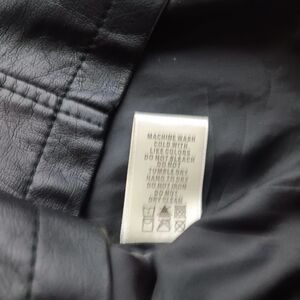 MACHINE WASH
COLD WITH
LIKE COLORS
DO NOT BLEACH
DO NOT
TUMBLE DRY
HANG TO DRY
DO NOT IRON
DO NOT
DRY CLEAN